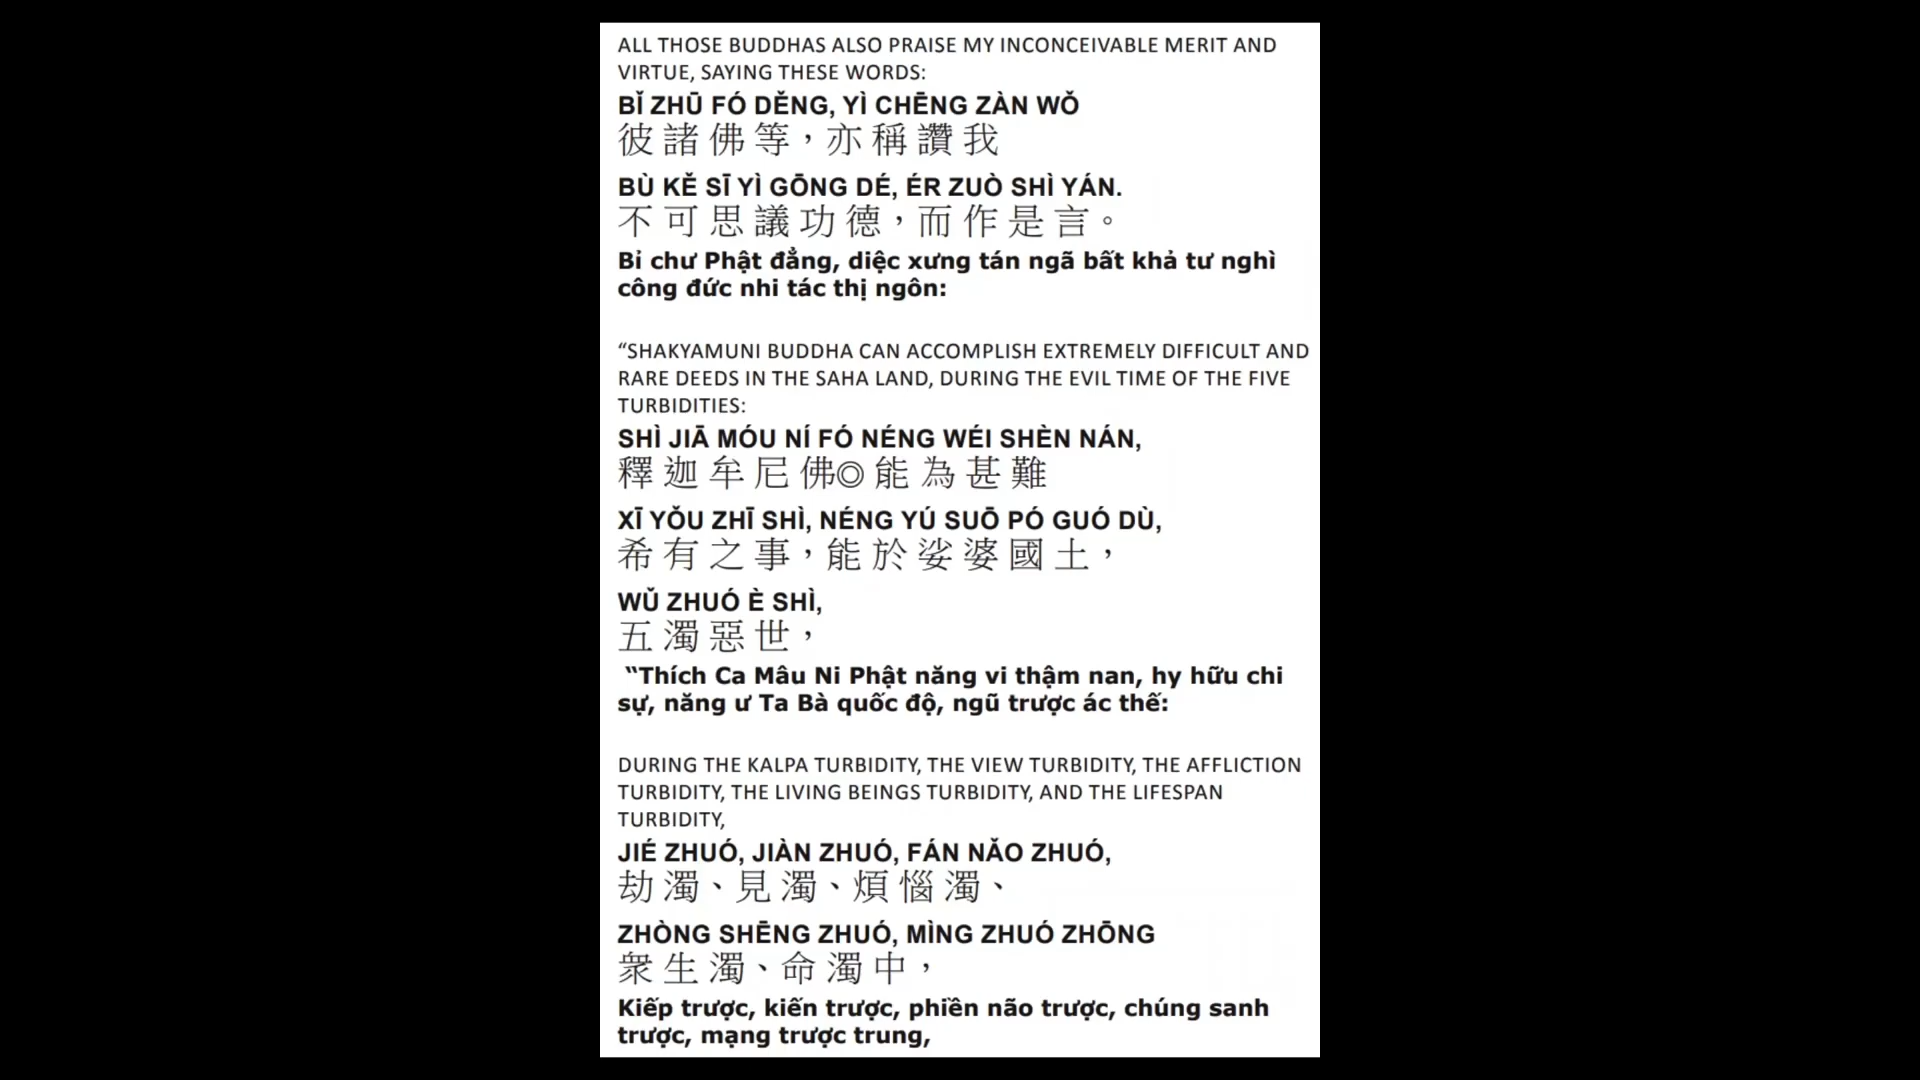 ALL THOSE BUDDHAS ALSO PRAISE MY INCONCEIVABLE MERIT AND
VIRTUE, SAYING THESE WORDS:
BǏ ZHŪ FÓ DĚNG, YÌ CHĒNG ZÀN WǑ
彼諸佛等，亦稱讚我
BÙ KĚ SĪ YÌ GŌNG DÉ, ÉR ZUÒ SHÌ YÁN.
不可思議功德，而作是言。
Bỉ chư Phật đẳng, diệc xưng tán ngã bất khả tư nghì
công đức nhi tác thị ngôn:
“SHAKYAMUNI BUDDHA CAN ACCOMPLISH EXTREMELY DIFFICULT AND
RARE DEEDS IN THE SAHA LAND, DURING THE EVIL TIME OF THE FIVE
TURBIDITIES:
SHÌ JIĀ MÓU NÍ FÓ NÉNG WÉI SHÈN NÁN,
釋迦牟尼佛◎能為甚難
XĪ YǑU ZHĪ SHÌ, NÉNG YÚ SUŌ PÓ GUÓ DÙ,
希有之事，能於娑婆國土，
WǓ ZHUÓ È SHÌ,
五濁惡世，
“Thích Ca Mâu Ni Phật năng vi thậm nan, hy hữu chi
sự, năng ư Ta Bà quốc độ, ngũ trược ác thế:
DURING THE KALPA TURBIDITY, THE VIEW TURBIDITY, THE AFFLICTION
TURBIDITY, THE LIVING BEINGS TURBIDITY, AND THE LIFESPAN
TURBIDITY,
JIÉ ZHUÓ, JIÀN ZHUÓ, FÁN NǍO ZHUÓ,
劫濁、見濁、煩惱濁、
ZHÒNG SHĒNG ZHUÓ, MÌNG ZHUÓ ZHŌNG
衆生濁、命濁中，
Kiếp trược, kiến trược, phiền não trược, chúng sanh
trược, mạng trược trung,